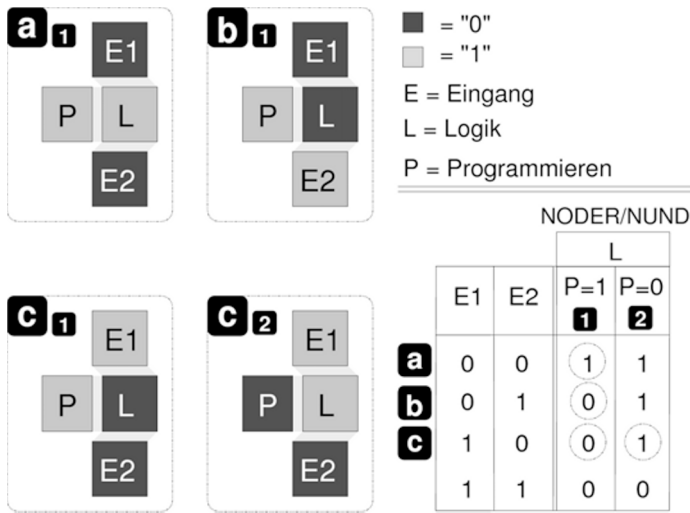 a 1
E1
P L
E2
b 1
E1
P L
E2
= "0"
= "1"
E = Eingang
L = Logik
P = Programmieren
c 1
E1
P L
E2
c 2
E1
P L
E2
NODER/NUND
L
E1 E2 P=1 P=0
1 2
a 0 0 1 1
b 0 1 0 1
c 1 0 0 1
1 1 0 0